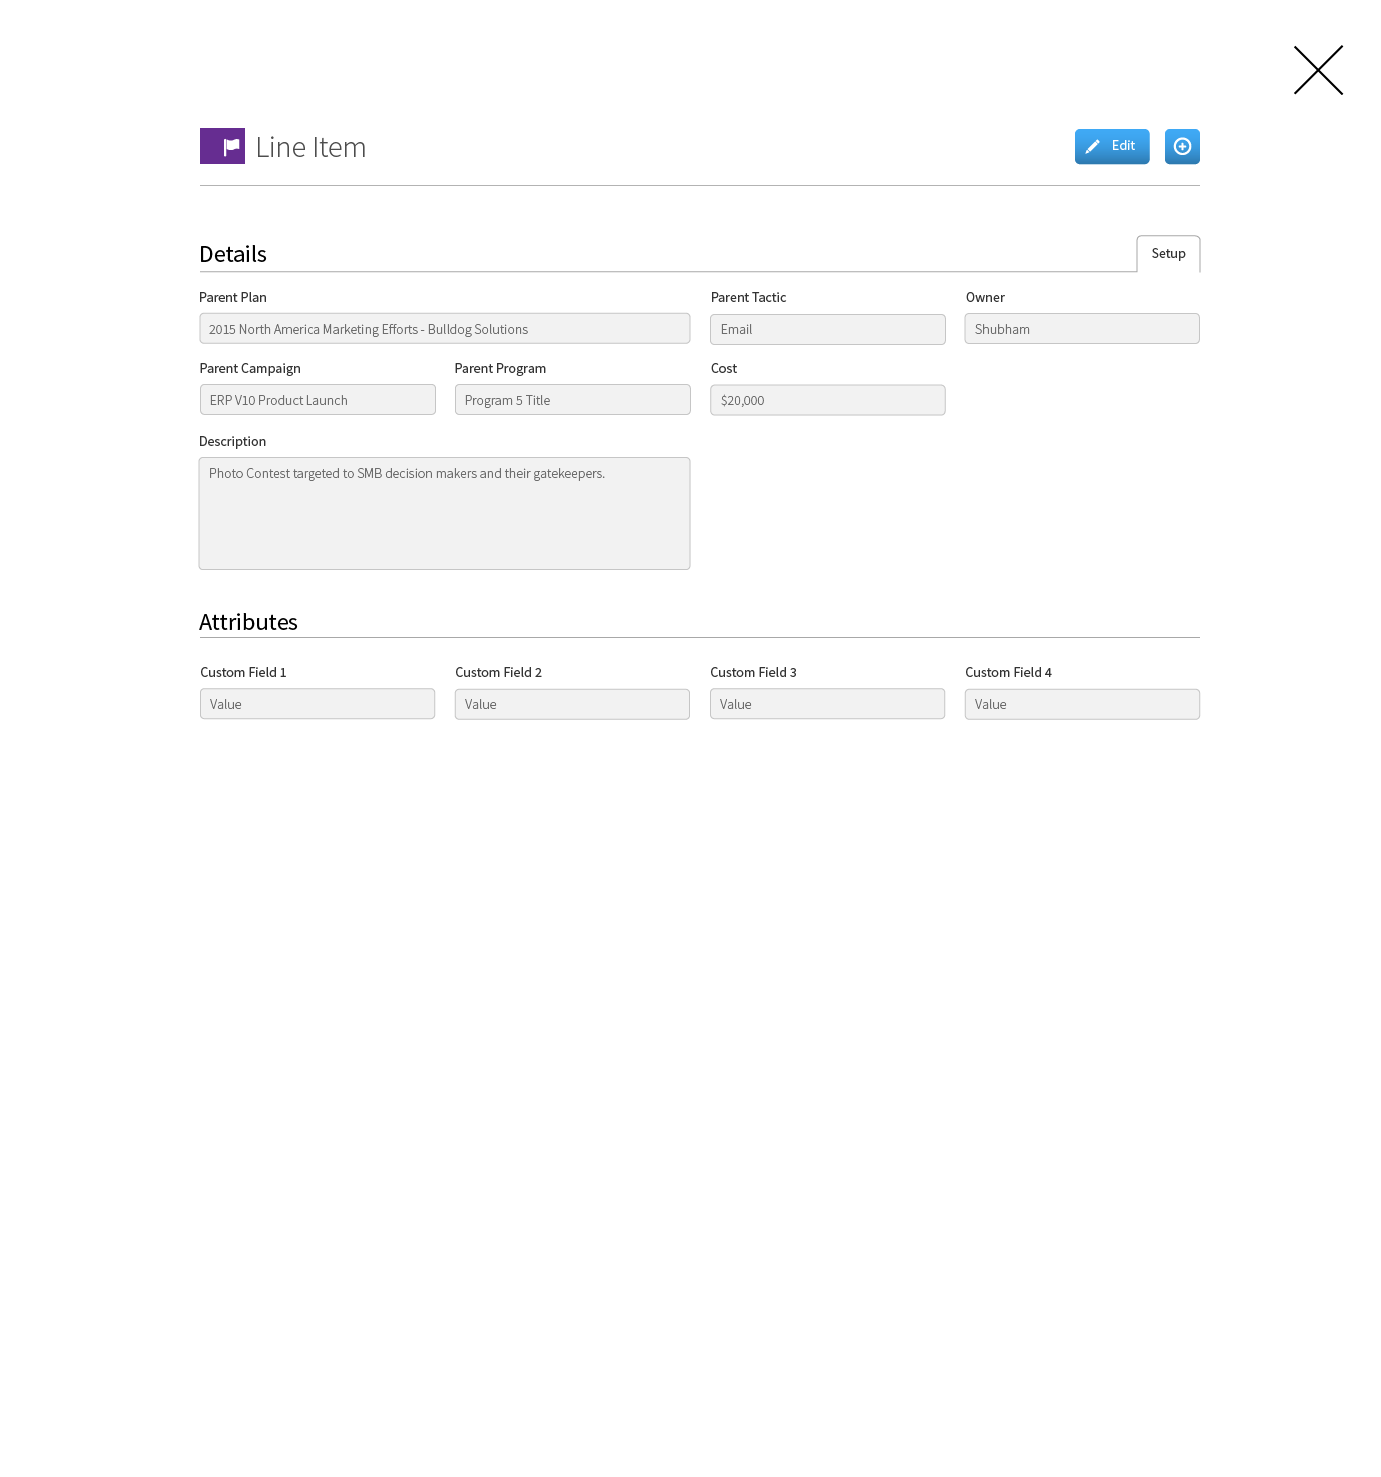 Line Item
Edit
Details
Setup
Parent Plan
Parent Tactic
Owner
2015 North America Marketing Efforts - Bulldog Solutions
Email
Shubham
Parent Campaign
Parent Program
Cost
ERP V10 Product Launch
Program 5 Title
$20,000
Description
Photo Contest targeted to SMB decision makers and their gatekeepers.
Attributes
Custom Field 1
Custom Field 2
Custom Field 3
Custom Field 4
Value
Value
Value
Value